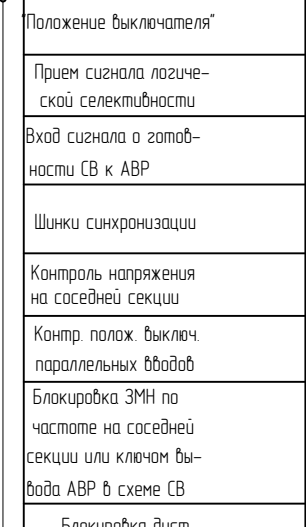 "Положение выключателя"
Прием сигнала логиче-
ской селективности
Вход сигнала о готов-
ности СВ к АВР
Шинки синхронизации
Контроль напряжения
на соседней секции
Контр. полож. выключ.
параллельных вводов
Блокировка ЗМН по
частоте на соседней
секции или ключом вы-
вода АВР в схеме СВ
Блокировка дист